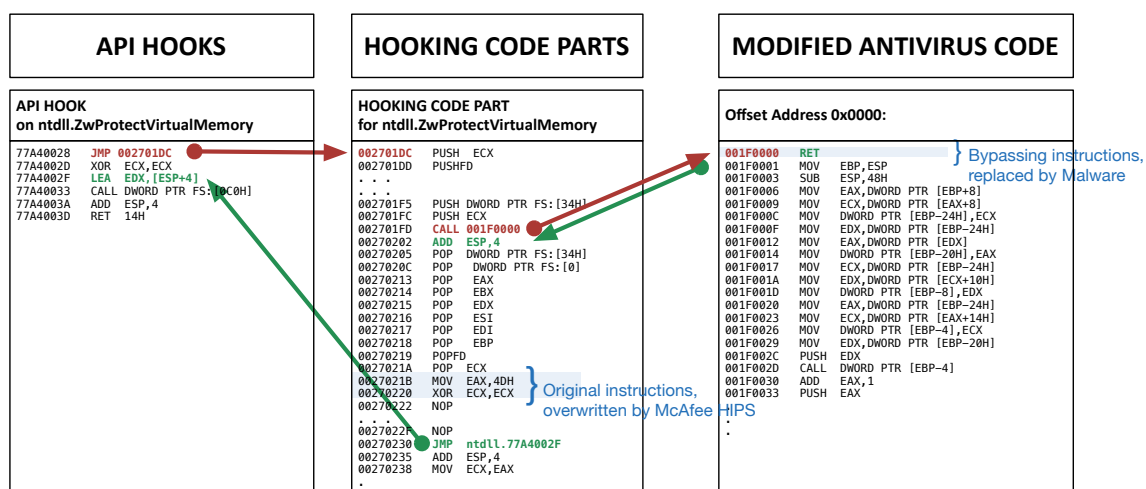 API HOOKS
API HOOK
on ntdll.ZwProtectVirtualMemory
77A40028 JMP 002701DC
77A4002D XOR ECX,ECX
77A4002F LEA EDX,[ESP+4]
77A40033 CALL DWORD PTR FS:[0C0H]
77A4003A ADD ESP,4
77A4003D RET 14H
HOOKING CODE PARTS
HOOKING CODE PART
for ntdll.ZwProtectVirtualMemory
002701DC PUSH ECX
002701DD PUSHFD
. . .
. . .
002701F5 PUSH DWORD PTR FS:[34H]
002701FC PUSH ECX
002701FD CALL 001F0000
00270202 ADD ESP,4
00270205 POP DWORD PTR FS:[34H]
0027020C POP DWORD PTR FS:[0]
00270213 POP EAX
00270214 POP EBX
00270215 POP EDX
00270216 POP ESI
00270217 POP EDI
00270218 POP EBP
00270219 POPFD
0027021A POP ECX
0027021B MOV EAX,4DH
00270220 XOR ECX,ECX
00270222 NOP
. . .
0027022F NOP
00270230 JMP ntdll.77A4002F
00270235 ADD ESP,4
00270238 MOV ECX,EAX
.
} Original instructions,
overwritten by McAfee HIPS
MODIFIED ANTIVIRUS CODE
Offset Address 0x0000:
001F0000 RET
001F0001 MOV EBP,ESP
001F0003 SUB ESP,48H
001F0006 MOV EAX,DWORD PTR [EBP+8]
001F0009 MOV ECX,DWORD PTR [EAX+8]
001F000C MOV DWORD PTR [EBP-24H],ECX
001F000F MOV EDX,DWORD PTR [EBP-24H]
001F0012 MOV EAX,DWORD PTR [EDX]
001F0014 MOV DWORD PTR [EBP-20H],EAX
001F0017 MOV ECX,DWORD PTR [EBP-24H]
001F001A MOV EDX,DWORD PTR [ECX+10H]
001F001D MOV DWORD PTR [EBP-8],EDX
001F0020 MOV EAX,DWORD PTR [EBP-24H]
001F0023 MOV ECX,DWORD PTR [EAX+14H]
001F0026 MOV DWORD PTR [EBP-4],ECX
001F0029 MOV EDX,DWORD PTR [EBP-20H]
001F002C PUSH EDX
001F002D CALL DWORD PTR [EBP-4]
001F0030 ADD EAX,1
001F0033 PUSH EAX
.
.
} Bypassing instructions,
replaced by Malware